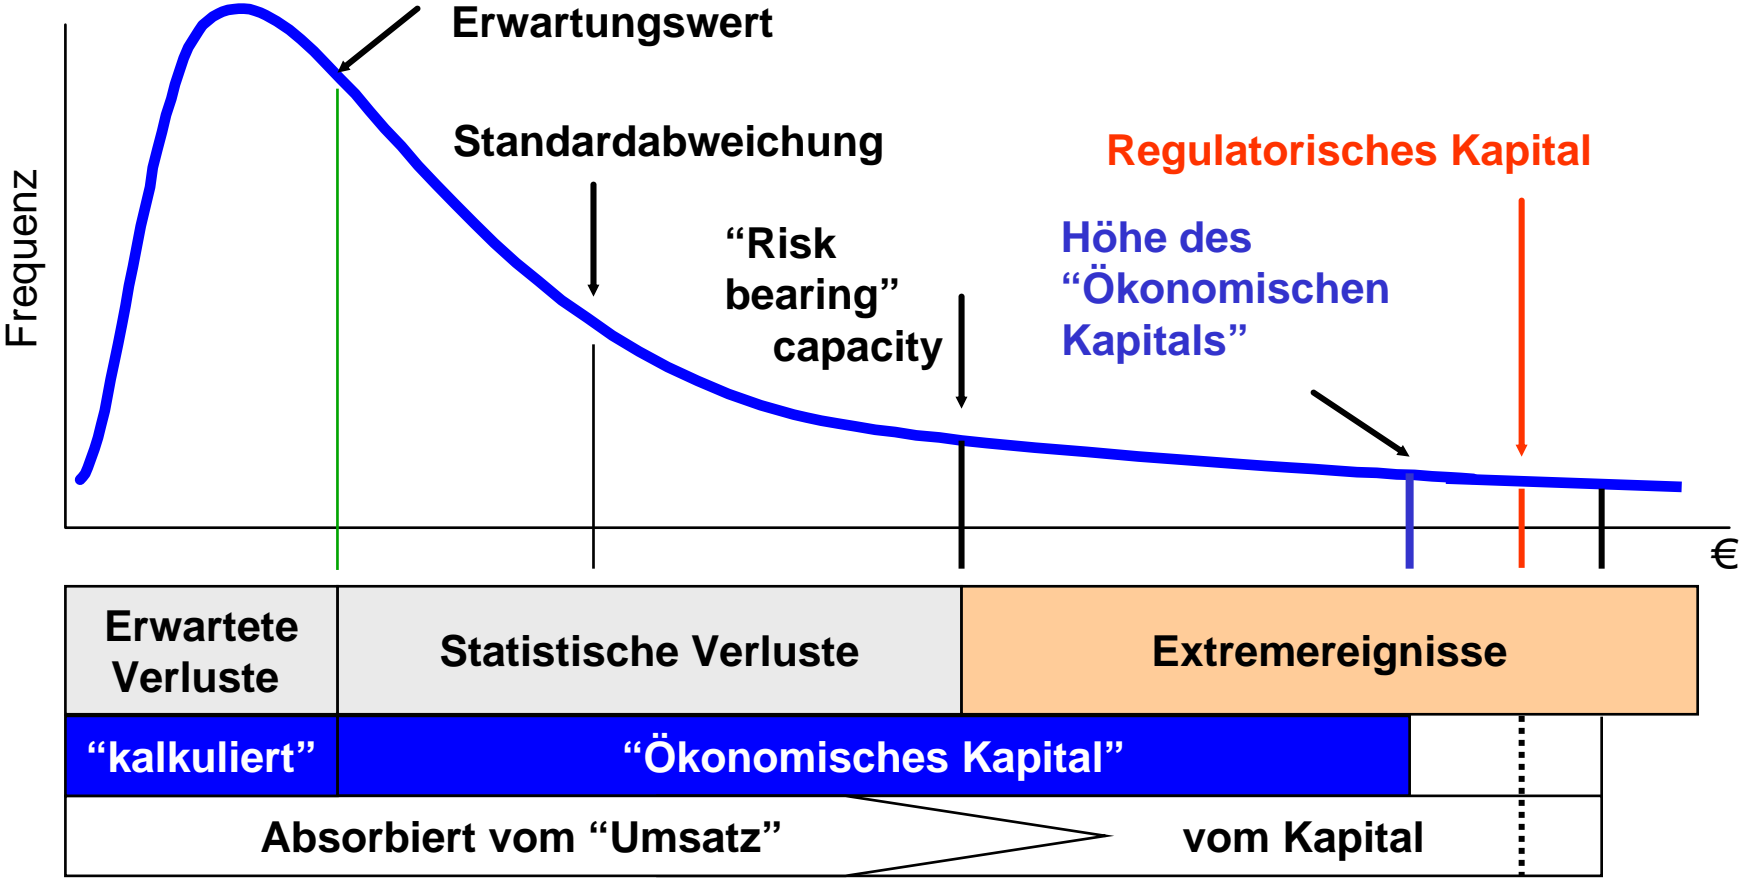 Erwartungswert
Standardabweichung
Regulatorisches Kapital
Frequenz
“Risk
bearing”
capacity
Höhe des
“Ökonomischen
Kapitals”
€
Erwartete
Verluste
Statistische Verluste
Extremereignisse
“kalkuliert”
“Ökonomisches Kapital”
Absorbiert vom “Umsatz”
vom Kapital